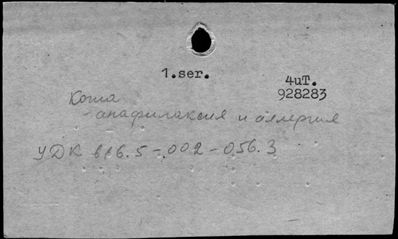 1.ser.
4uT.
928283
Кожа
- анафилаксия и аллергия
УДК 616.5-002-056.3